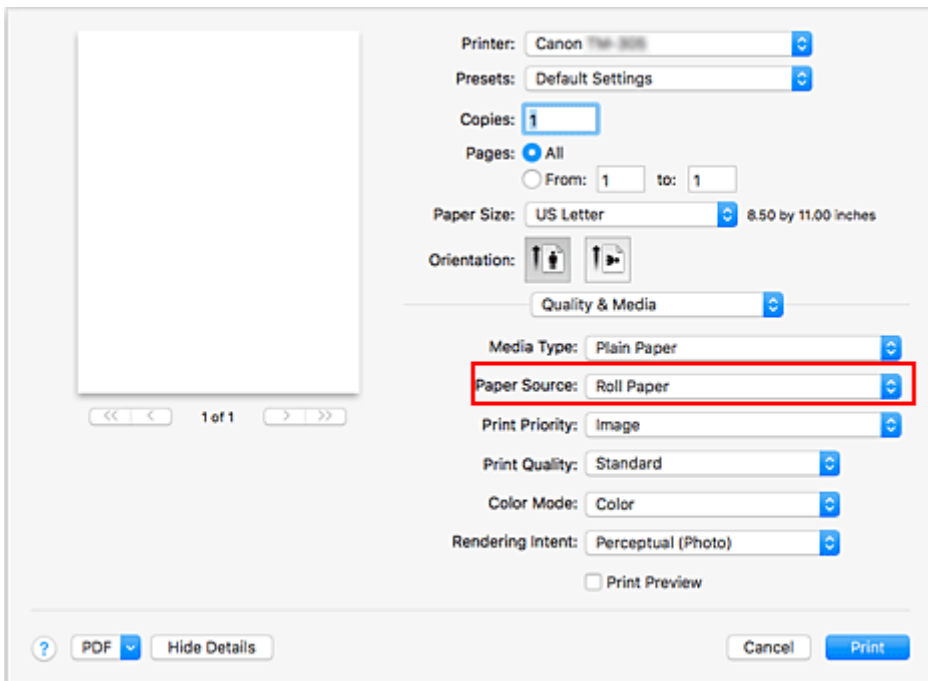 Printer: Canon
Presets: Default Settings
Copies: 1
Pages: All
From: 1 to: 1
Paper Size: US Letter 8.50 by 11.00 inches
Orientation:
Quality & Media
Media Type: Plain Paper
Paper Source: Roll Paper
<< < 1 of 1 > >>
Print Priority: Image
Print Quality: Standard
Color Mode: Color
Rendering Intent: Perceptual (Photo)
Print Preview
? PDF Hide Details Cancel Print